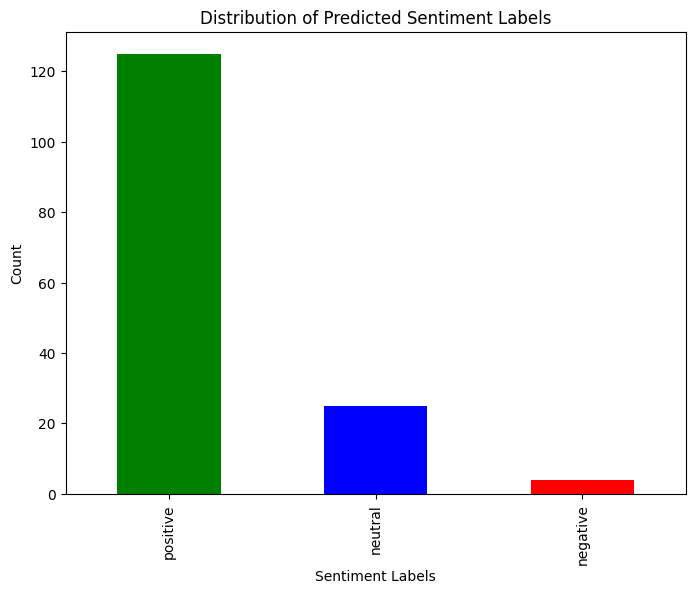 Distribution of Predicted Sentiment Labels
120
100
80
60
40
20
0
Count
positive
neutral
negative
Sentiment Labels